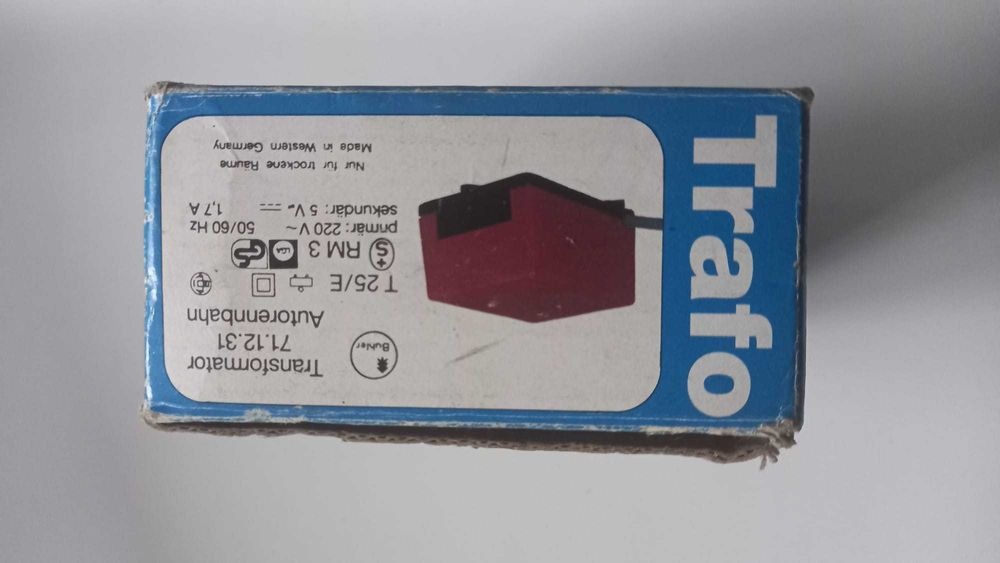 Trafo
Buhler
Transformator
71.12.31
Autorennbahn
T 25/E
RM 3
primär: 220 V ~ 50/60 Hz
sekundär: 5 V⎓ 1,7 A
Nur für trockene Räume
Made in Western Germany